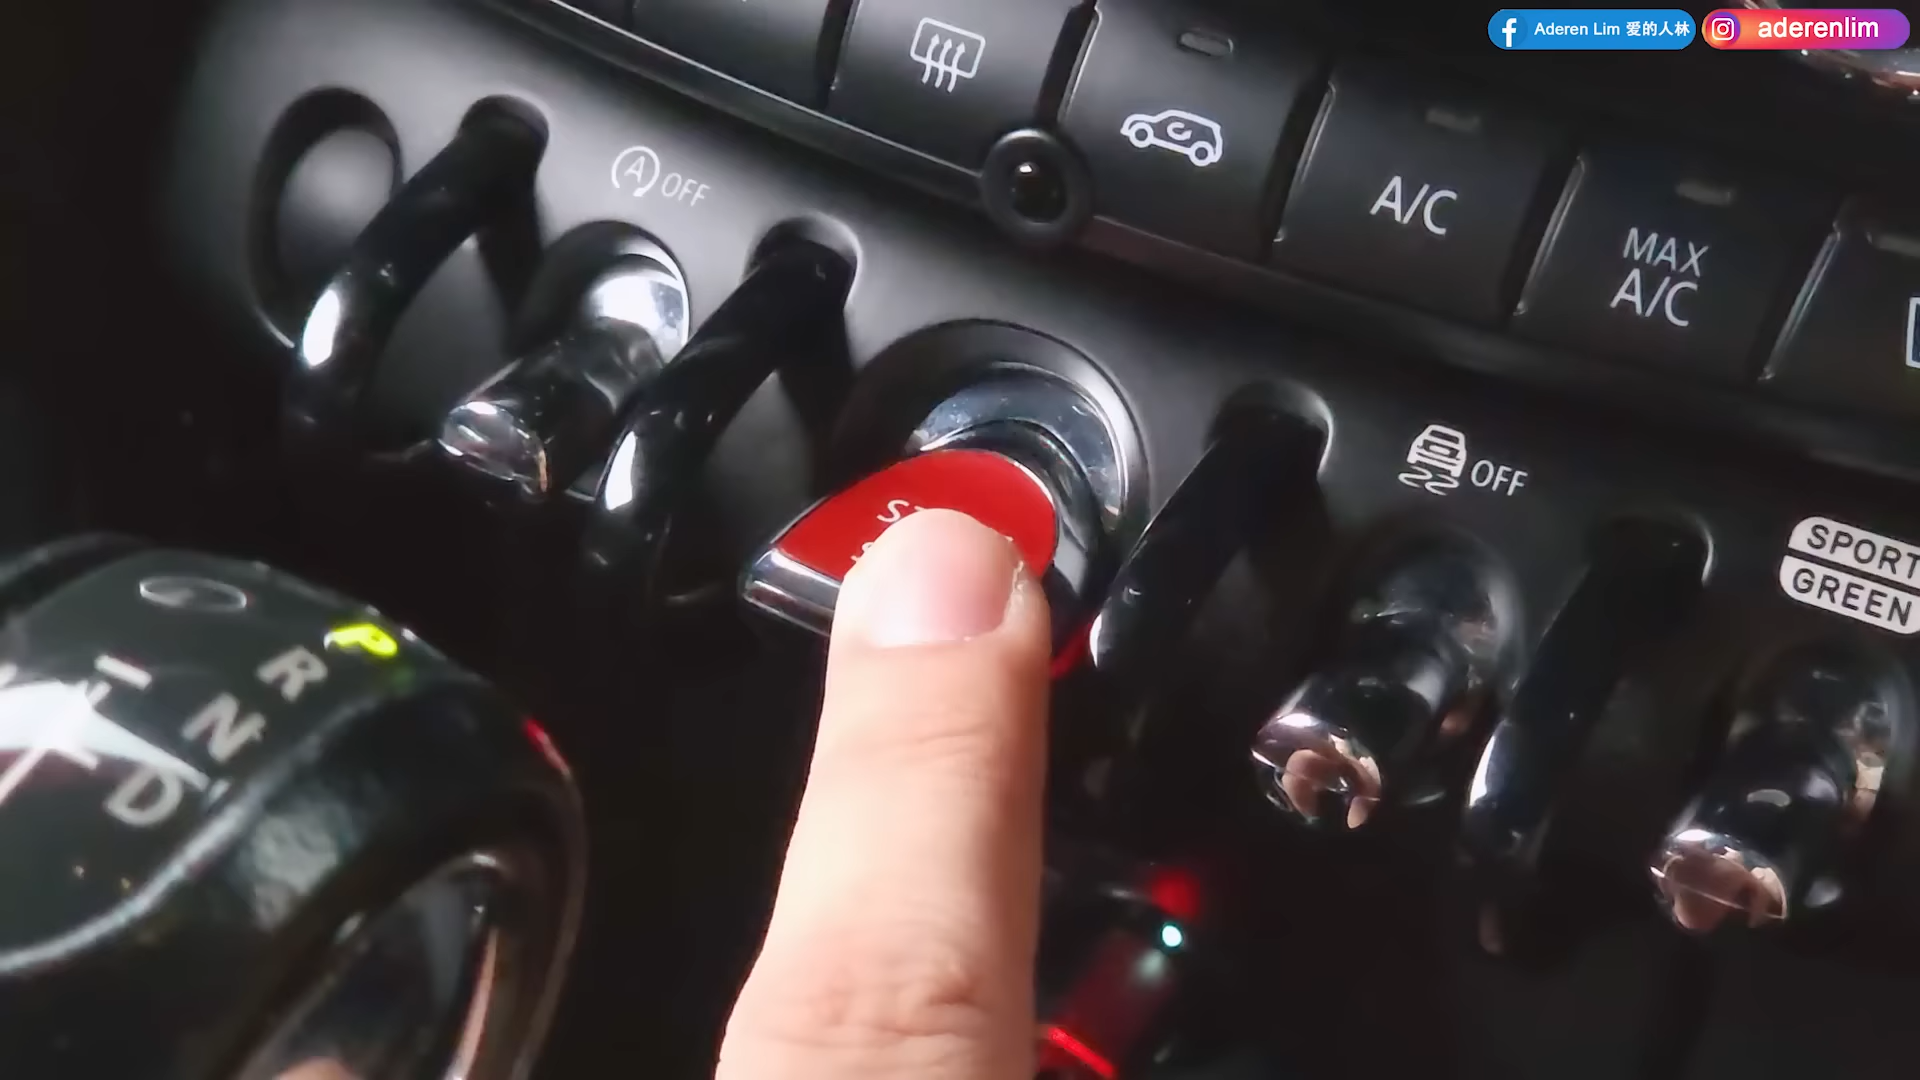 Aderen Lim 爱的人林
aderenlim
A OFF
A/C
MAX
A/C
OFF
SPORT
GREEN
P
R
N
D